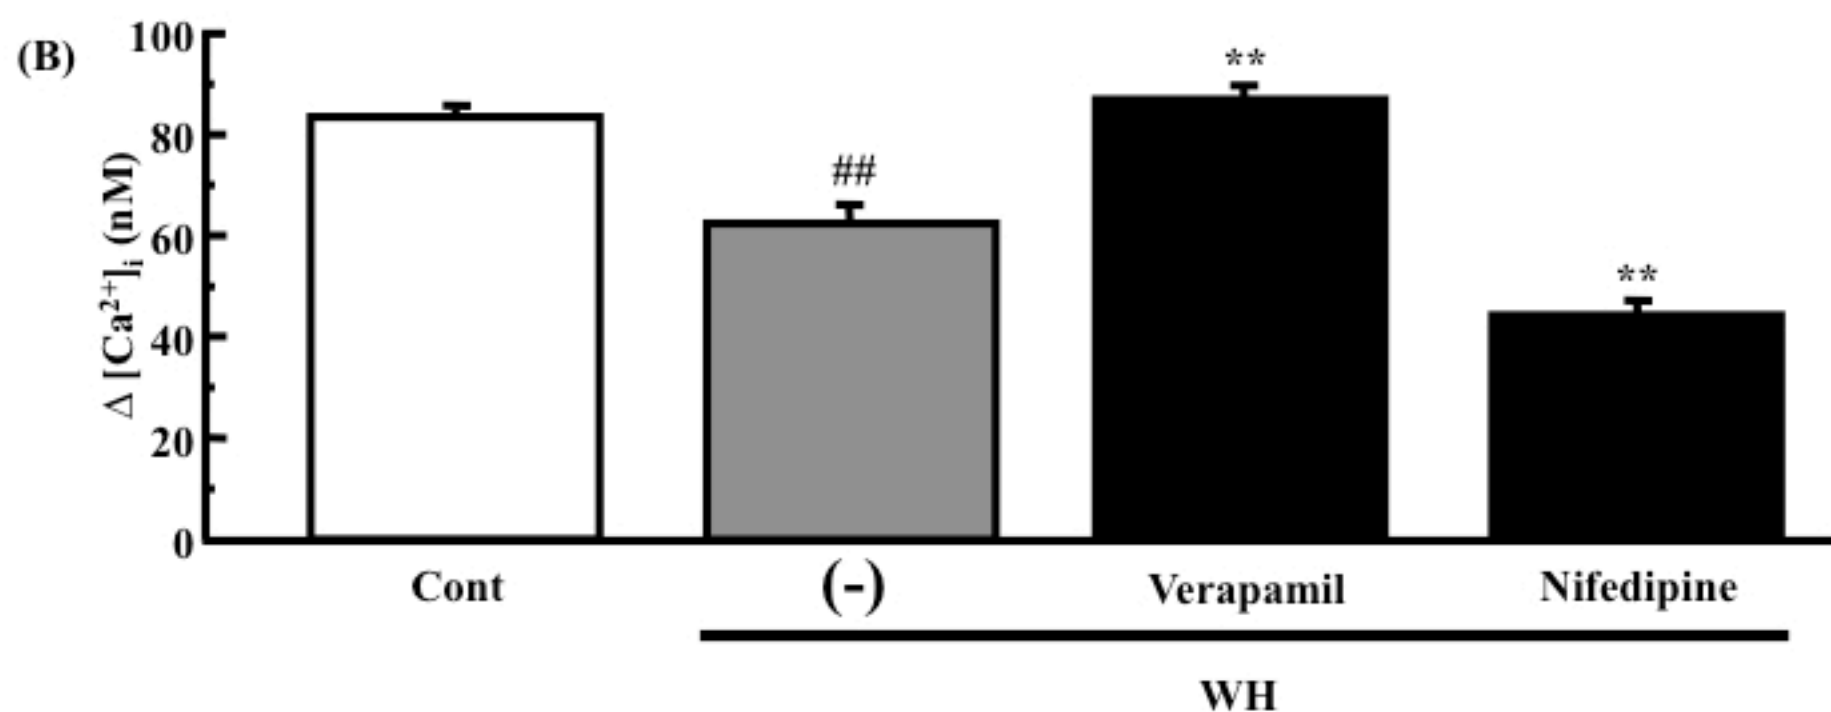 (B)
Δ [Ca²⁺]ᵢ (nM)
100
80
60
40
20
0
##
**
**
Cont
(-)
Verapamil
Nifedipine
WH